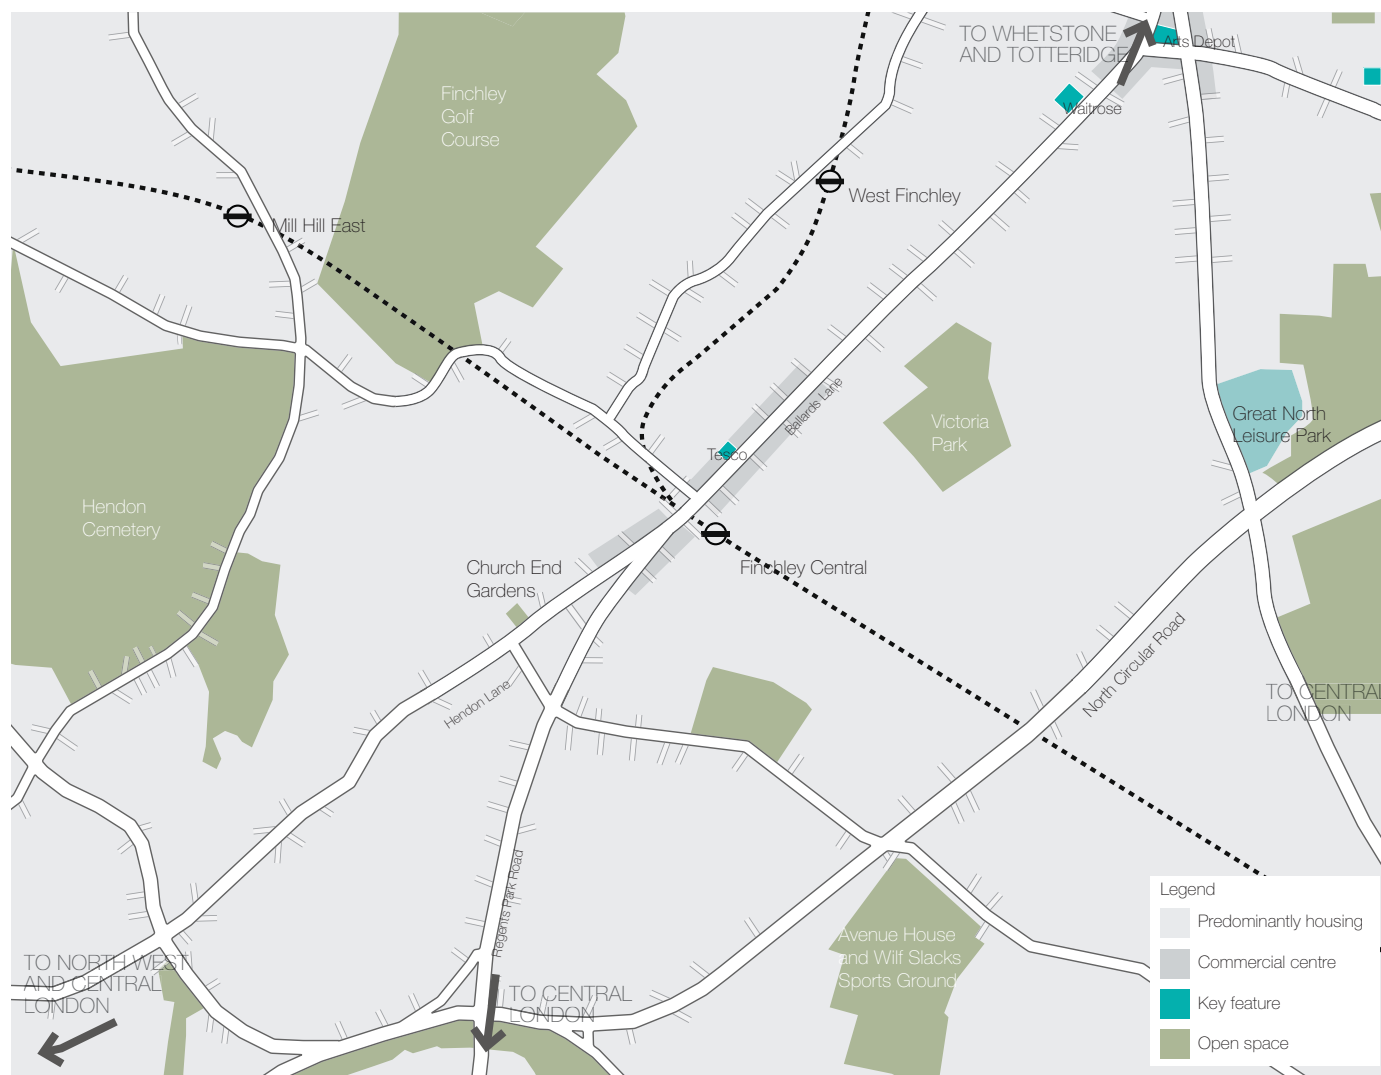 TO WHETSTONE
AND TOTTERIDGE
Arts Depot
Waitrose
Finchley
Golf
Course
West Finchley
Mill Hill East
Ballards Lane
Tesco
Victoria
Park
Great North
Leisure Park
Hendon
Cemetery
Church End
Gardens
Finchley Central
North Circular Road
Hendon Lane
TO CENTRAL
LONDON
Regents Park Road
Avenue House
and Wilf Slacks
Sports Ground
TO NORTH WEST
AND CENTRAL
LONDON
TO CENTRAL
LONDON
Legend
Predominantly housing
Commercial centre
Key feature
Open space